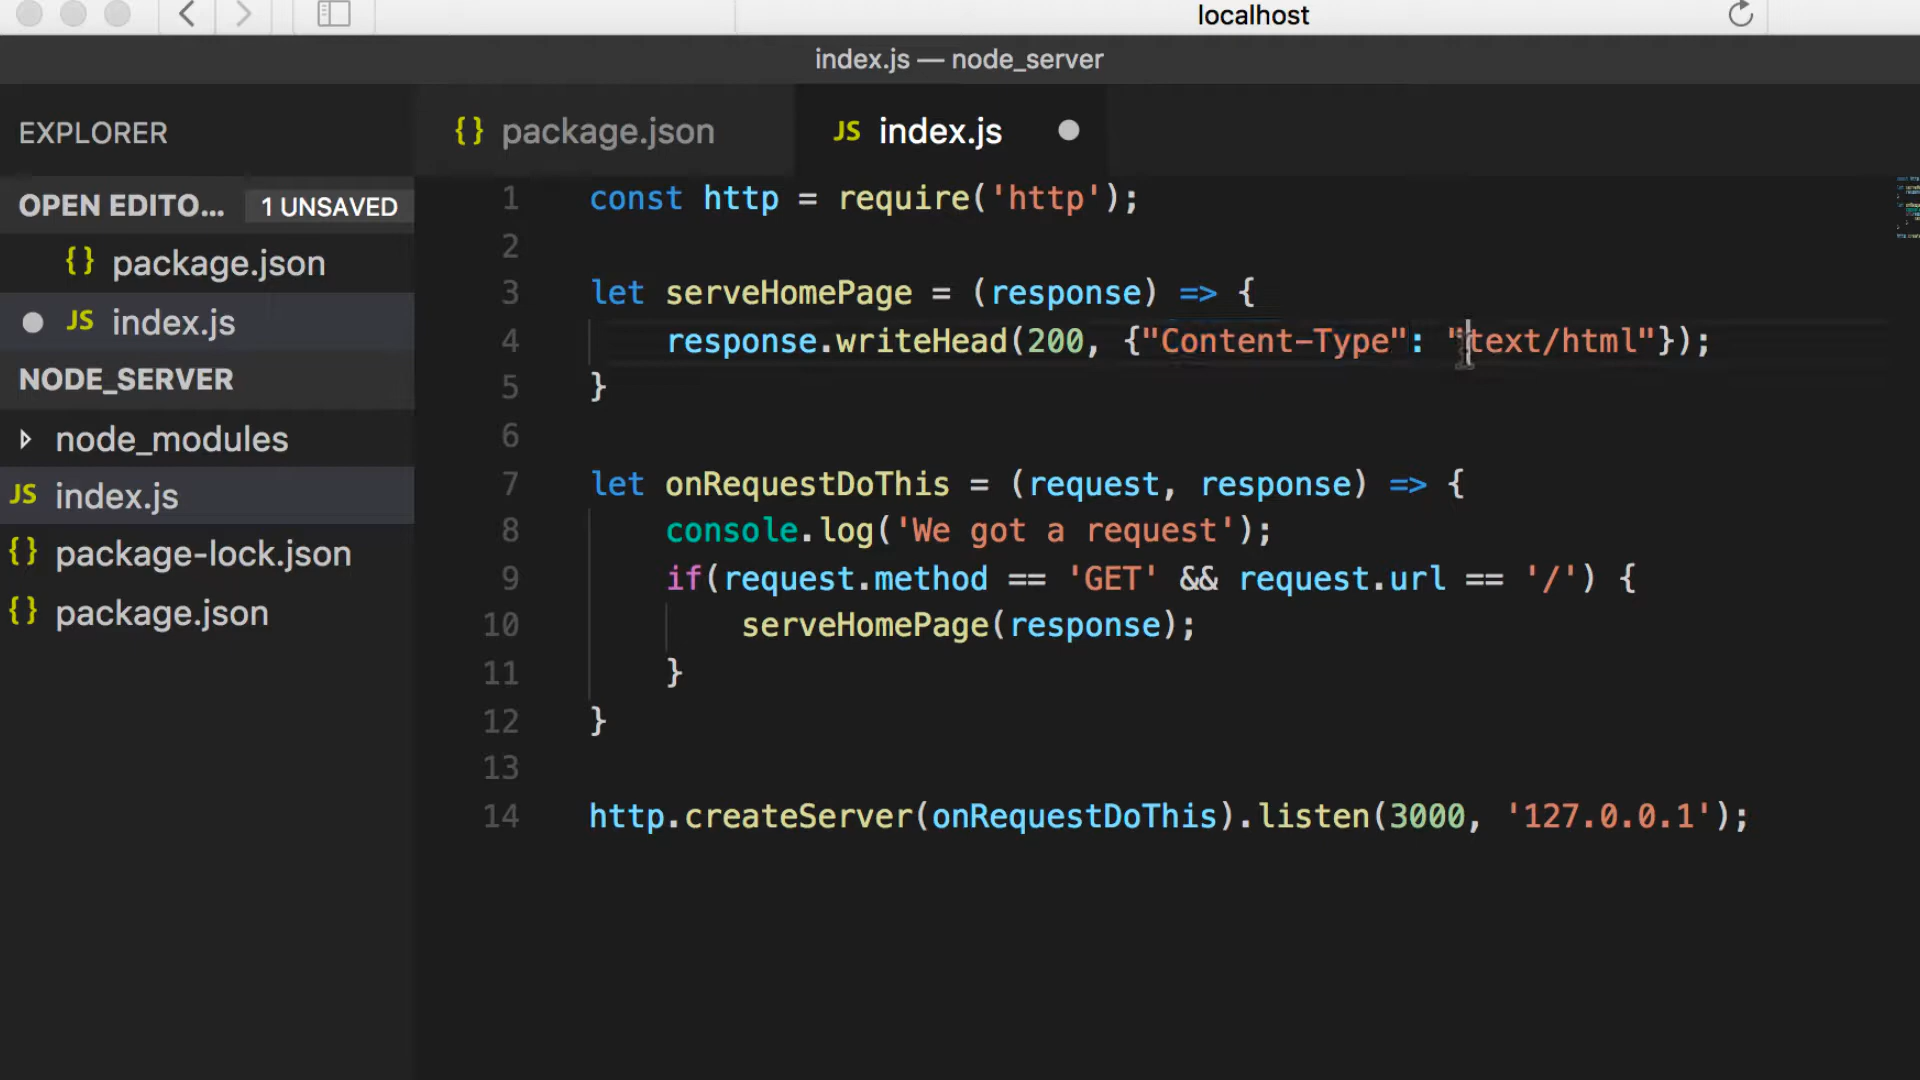 localhost
index.js — node_server
EXPLORER
OPEN EDITO... 1 UNSAVED
{} package.json
JS index.js
NODE_SERVER
node_modules
JS index.js
{} package-lock.json
{} package.json
{} package.json JS index.js
1 const http = require('http');
2
3 let serveHomePage = (response) => {
4 response.writeHead(200, {"Content-Type": "text/html"});
5 }
6
7 let onRequestDoThis = (request, response) => {
8 console.log('We got a request');
9 if(request.method == 'GET' && request.url == '/') {
10 serveHomePage(response);
11 }
12 }
13
14 http.createServer(onRequestDoThis).listen(3000, '127.0.0.1');